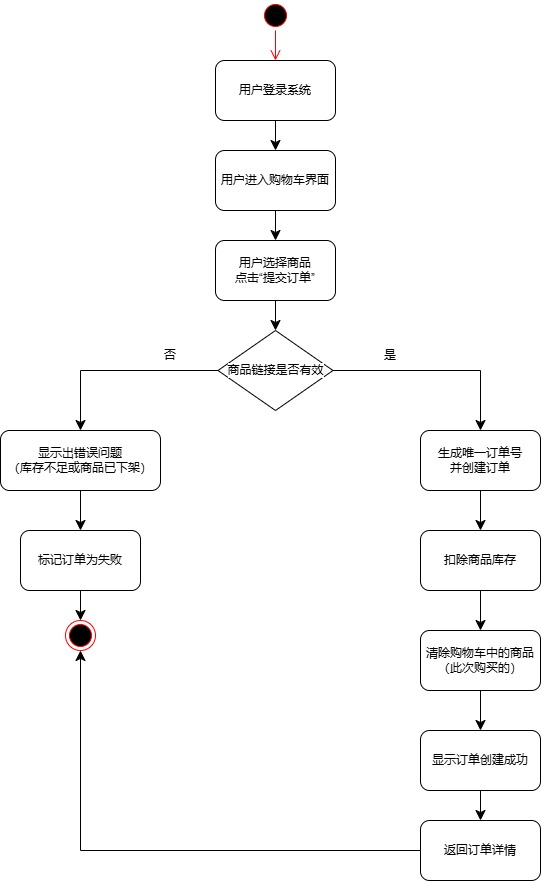 用户登录系统
用户进入购物车界面
用户选择商品
点击“提交订单”
否
是
商品链接是否有效
显示出错误问题
（库存不足或商品已下架）
生成唯一订单号
并创建订单
标记订单为失败
扣除商品库存
清除购物车中的商品
（此次购买的）
显示订单创建成功
返回订单详情